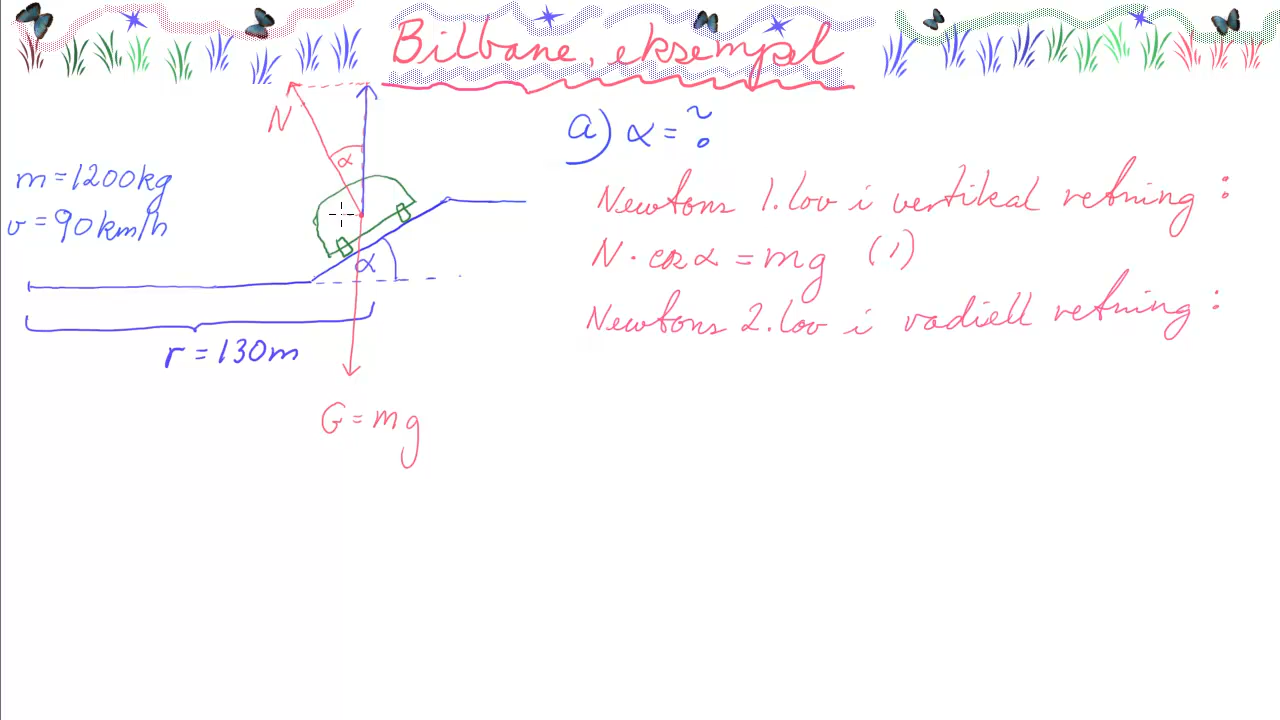 Bilbane, eksempel
N
α
m = 1200kg
v = 90km/h
α
r = 130m
G = mg
a) α = ?
Newtons 1. lov i vertikal retning :
N · cos α = mg (1)
Newtons 2. lov i radiell retning :